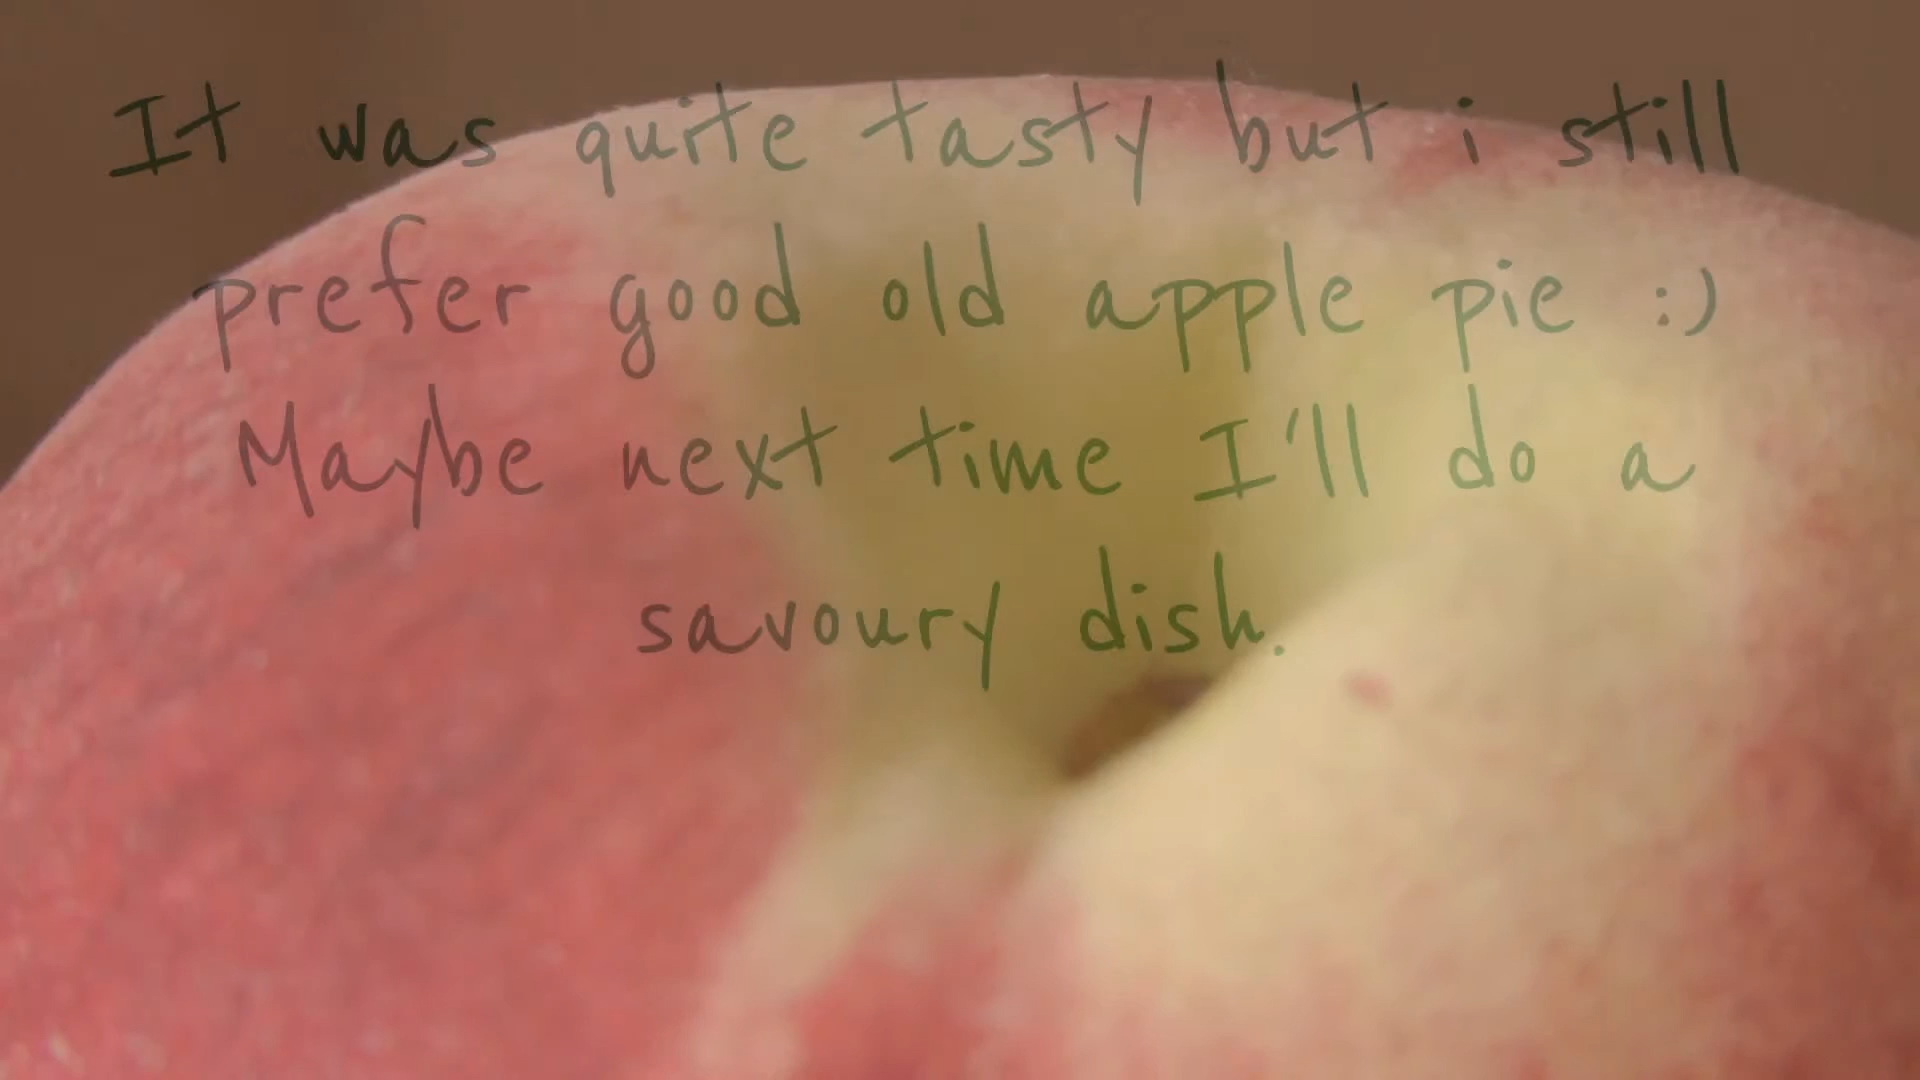 It was quite tasty but i still
prefer good old apple pie :)
Maybe next time I'll do a
savoury dish.